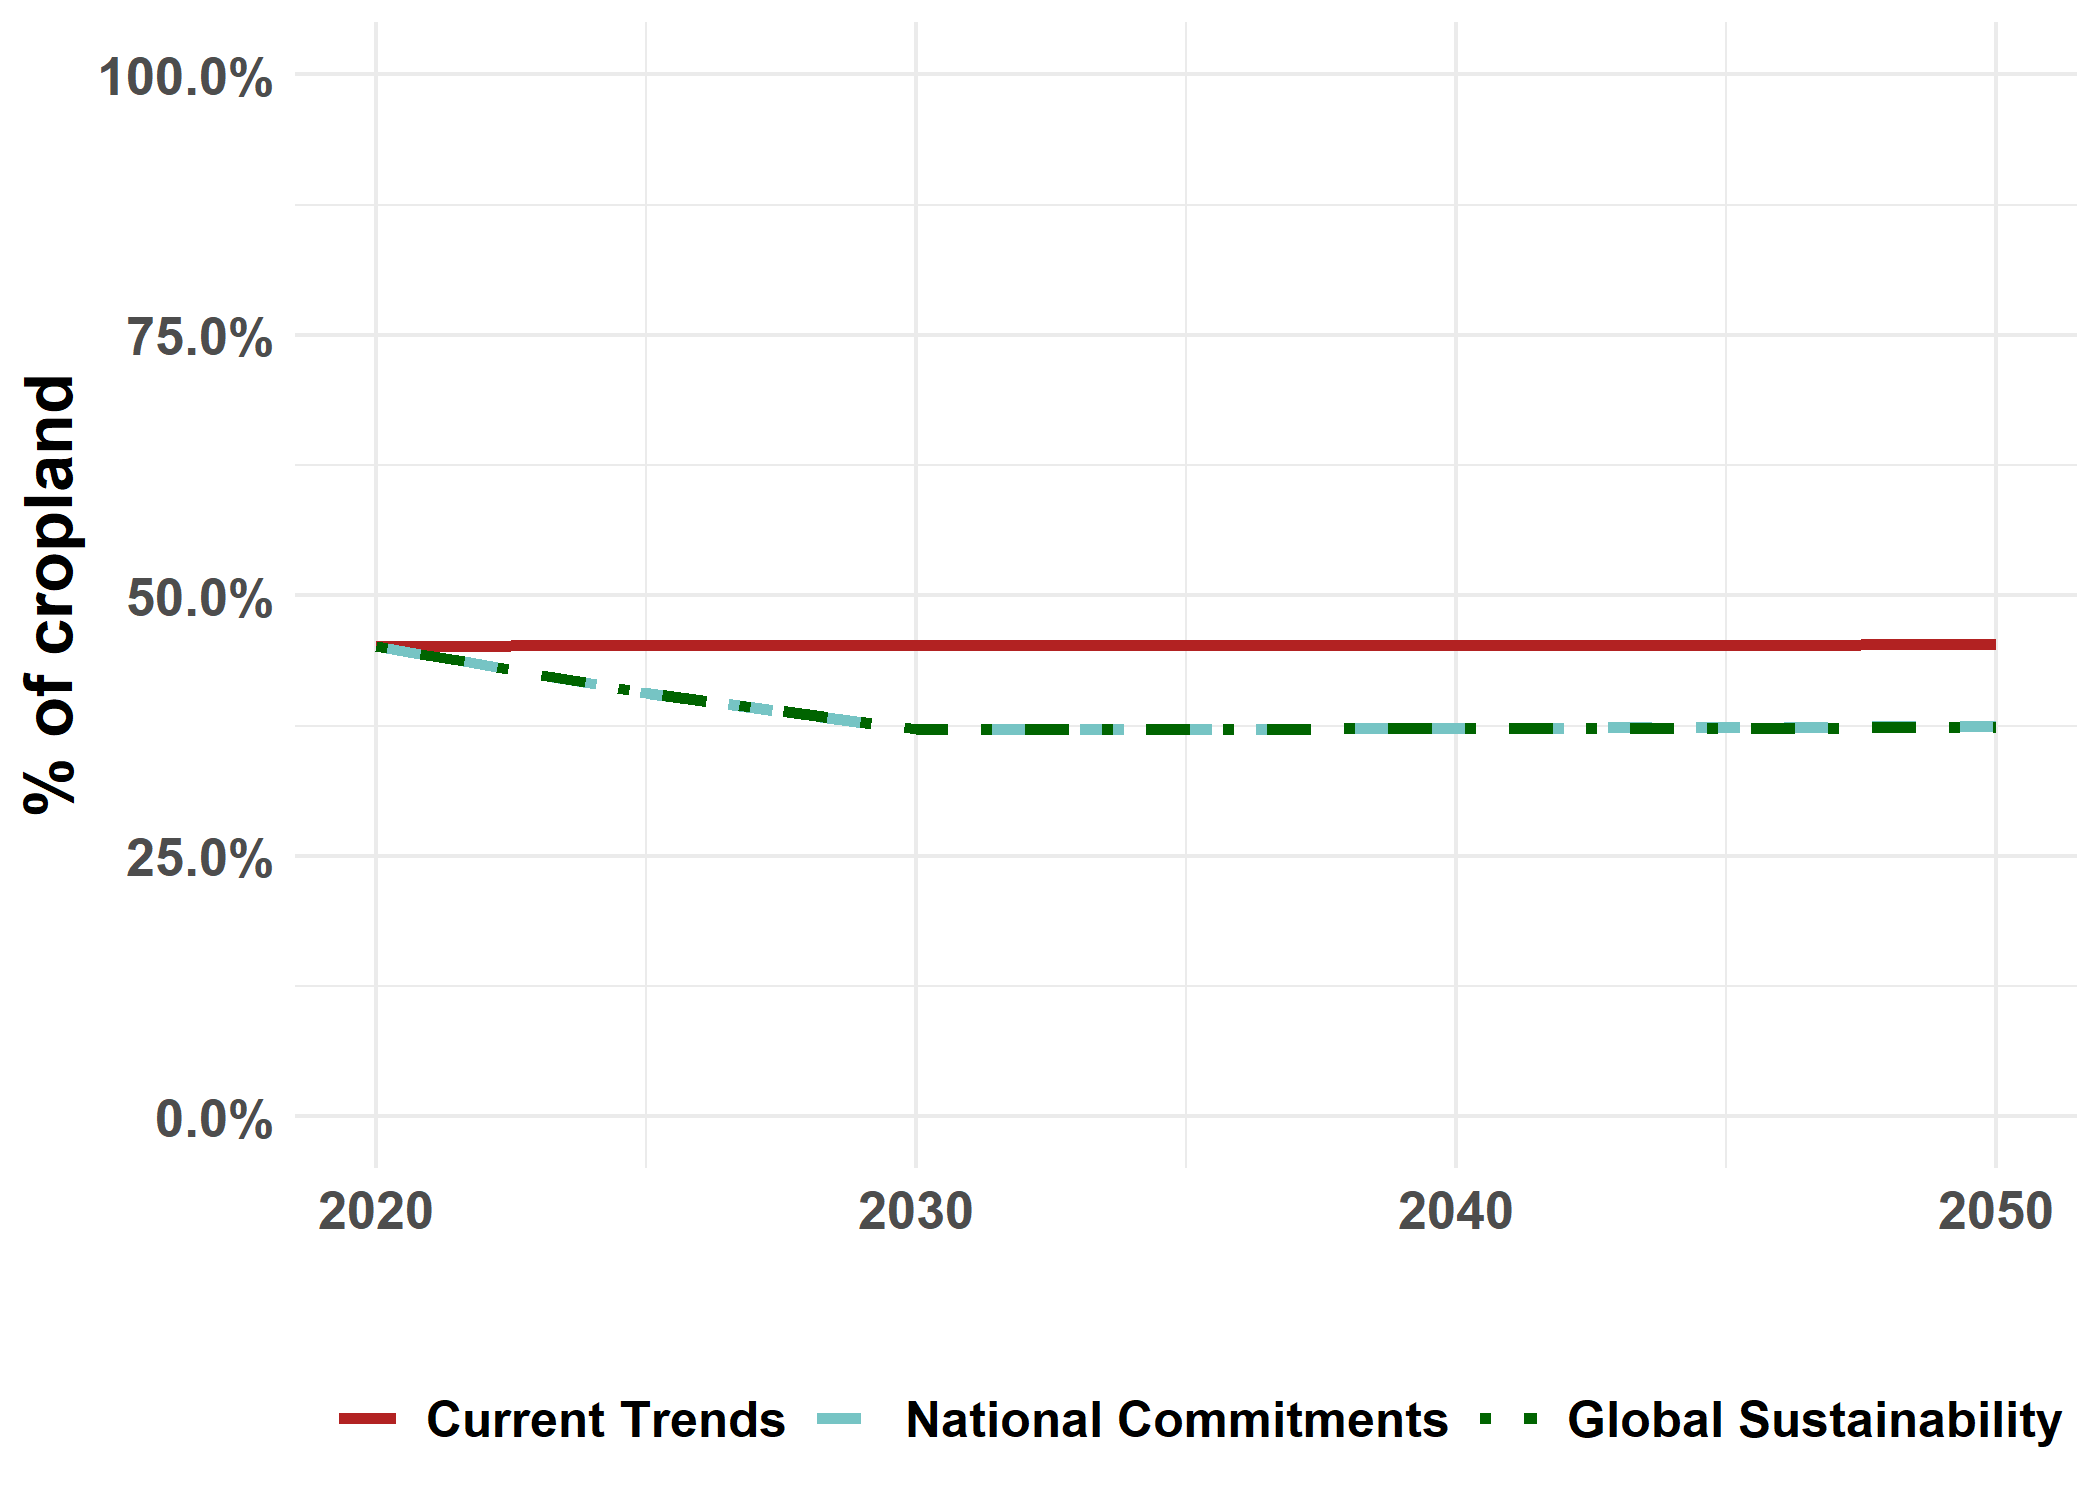 100.0%
75.0%
50.0%
25.0%
0.0%
% of cropland
2020 2030 2040 2050
Current Trends National Commitments Global Sustainability